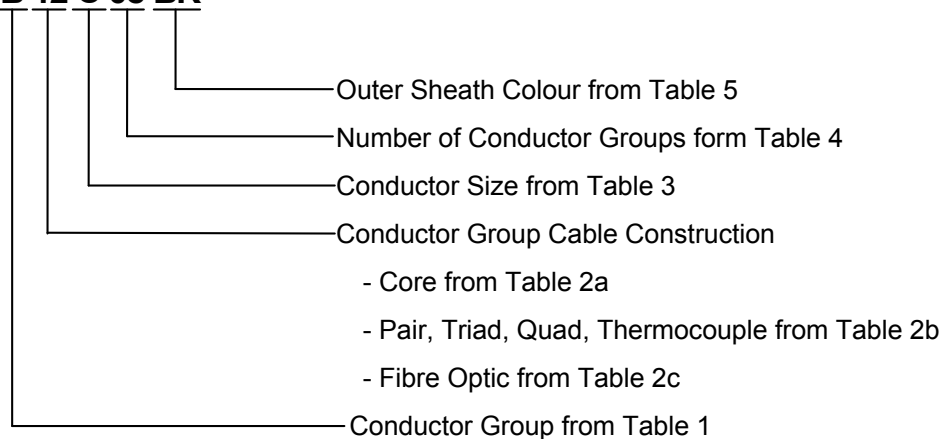 Outer Sheath Colour from Table 5
Number of Conductor Groups form Table 4
Conductor Size from Table 3
Conductor Group Cable Construction
- Core from Table 2a
- Pair, Triad, Quad, Thermocouple from Table 2b
- Fibre Optic from Table 2c
Conductor Group from Table 1